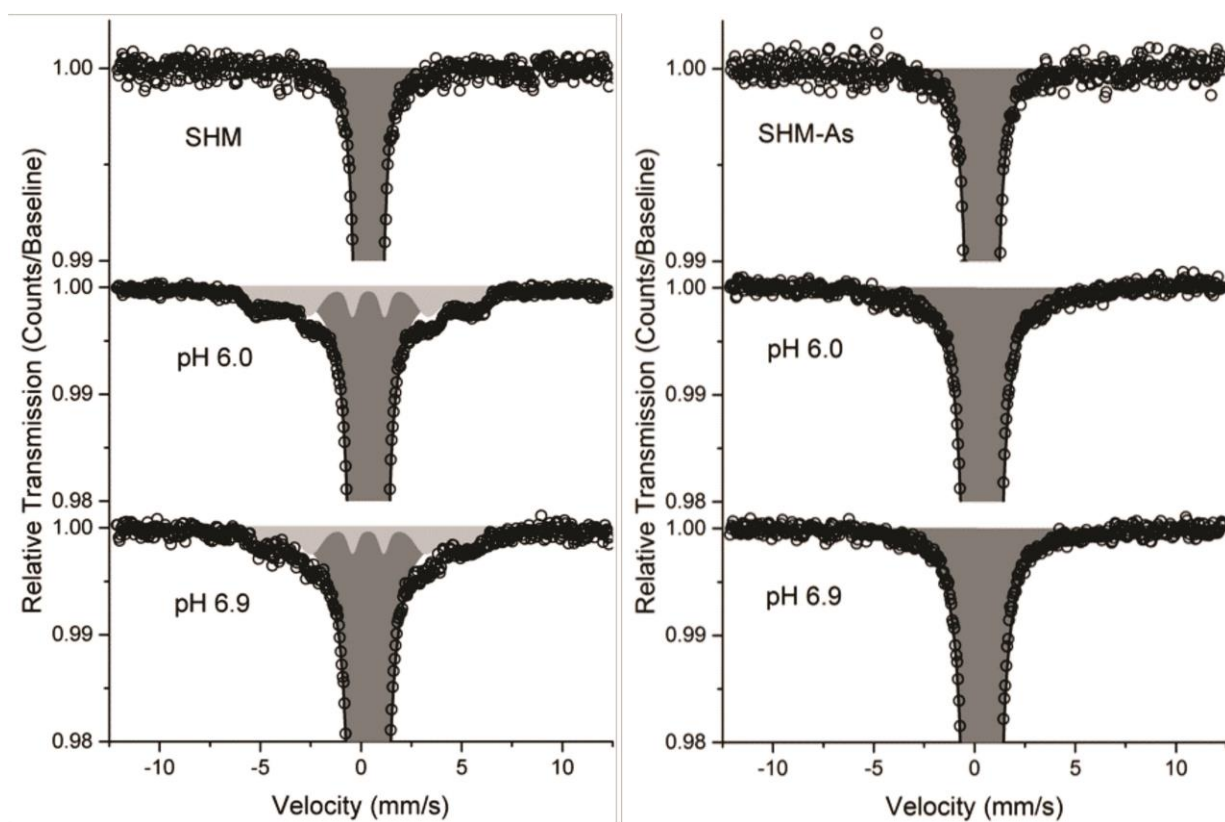 Relative Transmission (Counts/Baseline)
1.00
SHM
0.99
1.00
pH 6.0
0.99
0.98
1.00
pH 6.9
0.99
0.98
-10 -5 0 5 10
Velocity (mm/s)
Relative Transmission (Counts/Baseline)
1.00
SHM-As
0.99
1.00
pH 6.0
0.99
0.98
1.00
pH 6.9
0.99
0.98
-10 -5 0 5 10
Velocity (mm/s)